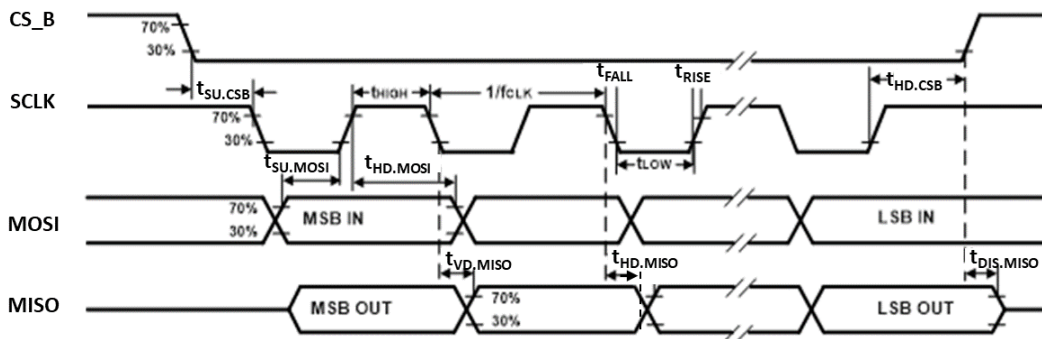 CS_B
70%
30%
tSU.CSB
tFALL
tRISE
tHD.CSB
SCLK
tHIGH
1/fCLK
70%
30%
tSU.MOSI
tHD.MOSI
tLOW
MOSI
70%
30%
MSB IN
LSB IN
tVD.MISO
tHD.MISO
tDIS.MISO
MISO
MSB OUT
70%
30%
LSB OUT